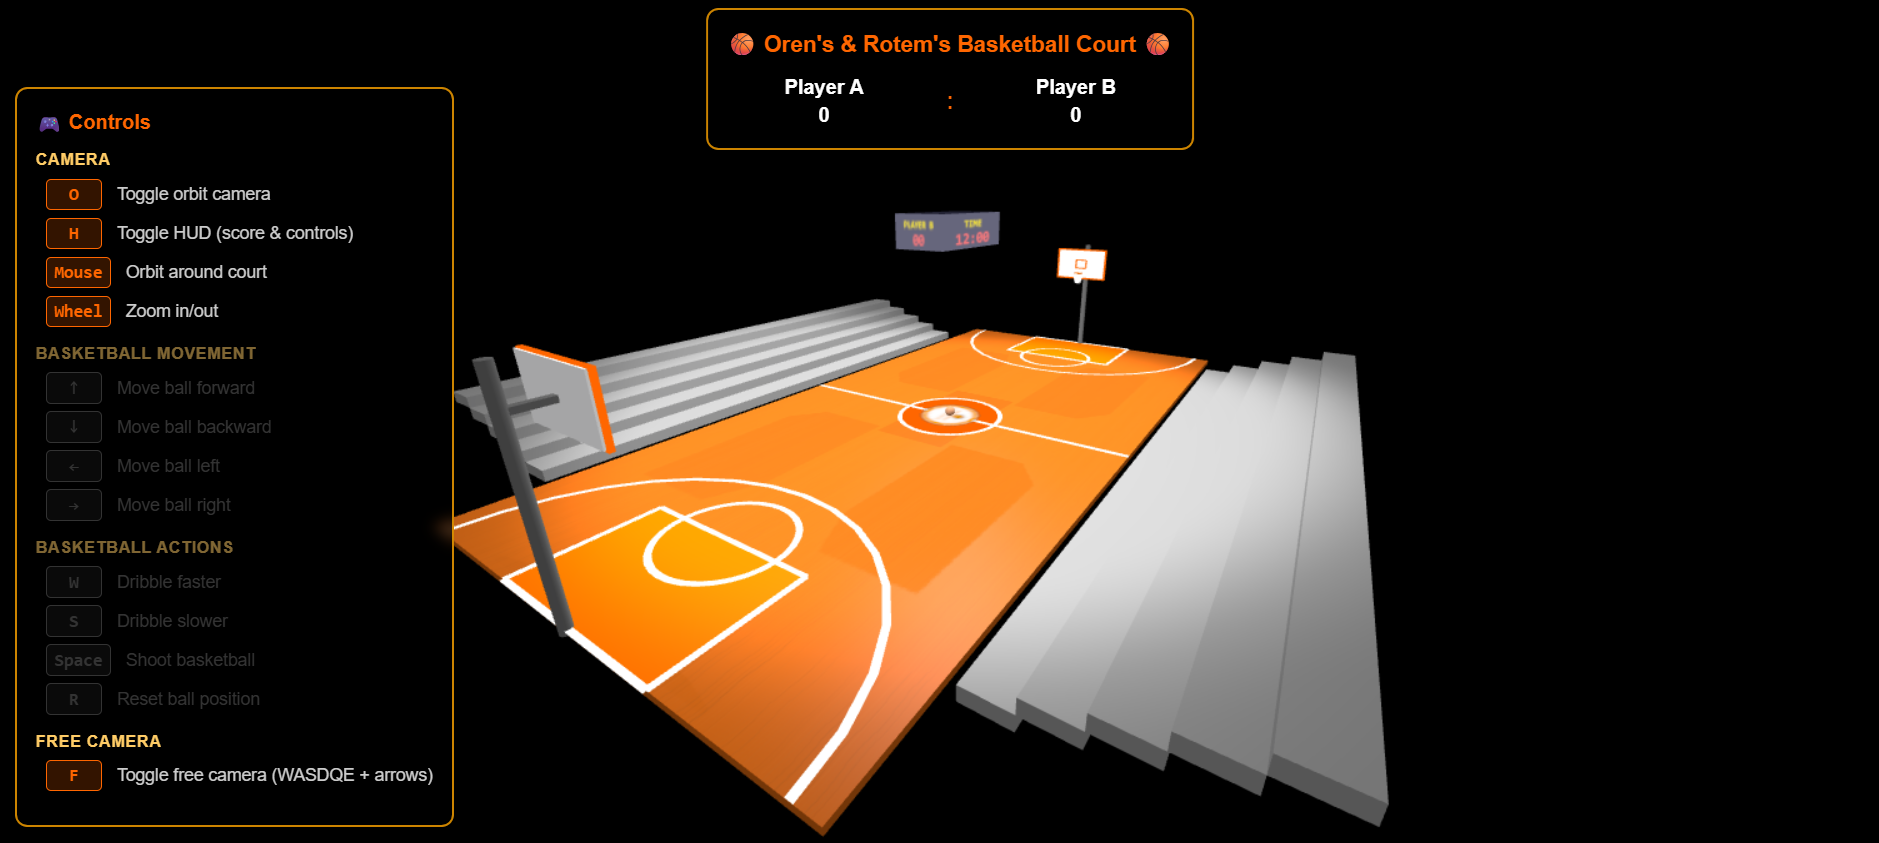 Oren's & Rotem's Basketball Court
Player A : Player B
0 0
Controls
CAMERA
O Toggle orbit camera
H Toggle HUD (score & controls)
Mouse Orbit around court
Wheel Zoom in/out
BASKETBALL MOVEMENT
↑ Move ball forward
↓ Move ball backward
← Move ball left
→ Move ball right
BASKETBALL ACTIONS
W Dribble faster
S Dribble slower
Space Shoot basketball
R Reset ball position
FREE CAMERA
F Toggle free camera (WASDQE + arrows)
PLAYER B TIME
00 12:00